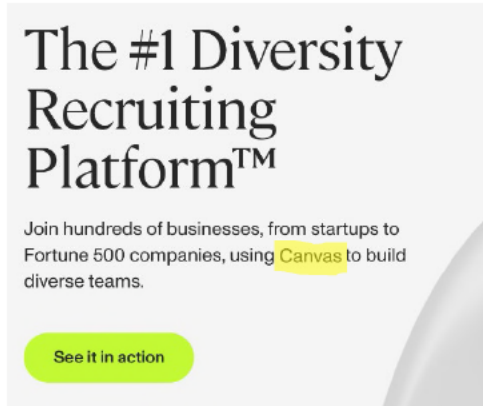 The #1 Diversity
Recruiting
Platform™
Join hundreds of businesses, from startups to
Fortune 500 companies, using Canvas to build
diverse teams.
See it in action